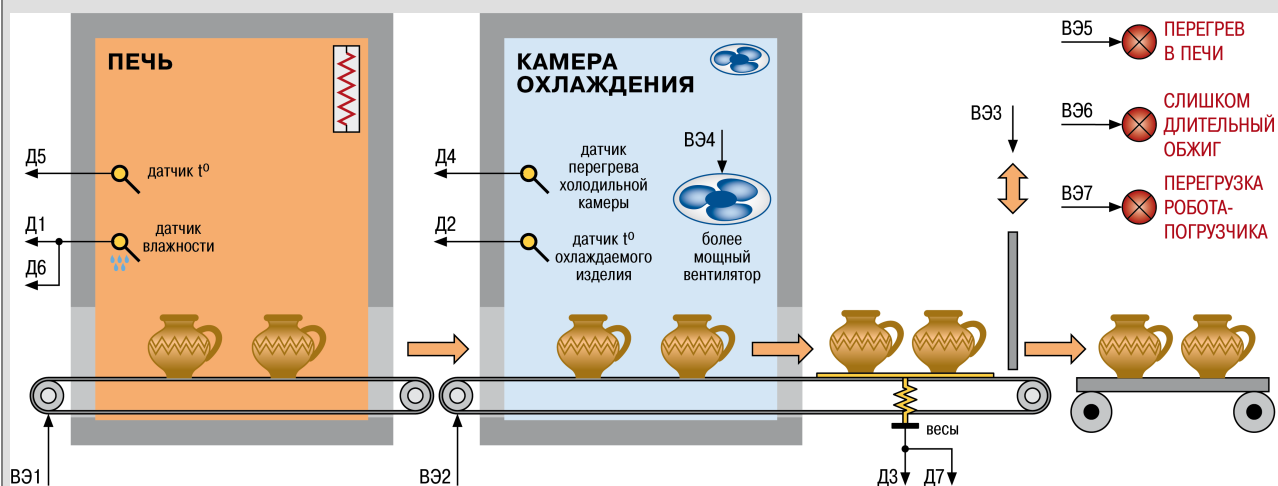 ПЕЧЬ
Д5
датчик t⁰
Д1
датчик
влажности
Д6
ВЭ1
КАМЕРА
ОХЛАЖДЕНИЯ
Д4
датчик
перегрева
холодильной
камеры
ВЭ4
Д2
датчик t⁰
охлаждаемого
изделия
более
мощный
вентилятор
ВЭ2
весы
Д3
Д7
ВЭ3
ВЭ5
ПЕРЕГРЕВ
В ПЕЧИ
ВЭ6
СЛИШКОМ
ДЛИТЕЛЬНЫЙ
ОБЖИГ
ВЭ7
ПЕРЕГРУЗКА
РОБОТА-
ПОГРУЗЧИКА